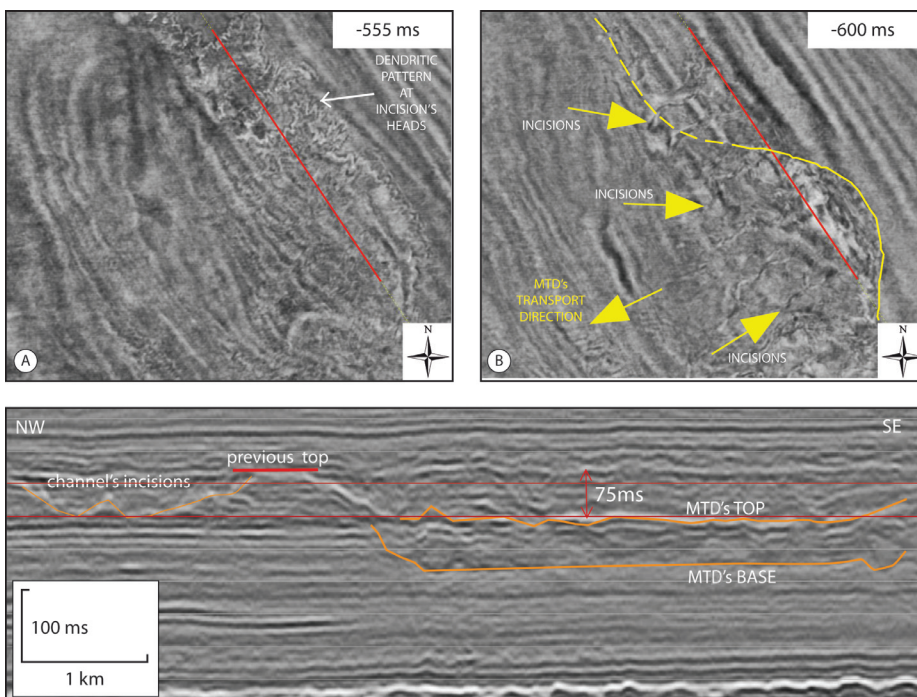 -555 ms
DENDRITIC
PATTERN
AT
INCISION'S
HEADS
N
A
-600 ms
INCISIONS
INCISIONS
MTD's
TRANSPORT
DIRECTION
INCISIONS
N
B
NW
SE
previous top
channel's incisions
75ms
MTD's TOP
MTD's BASE
100 ms
1 km